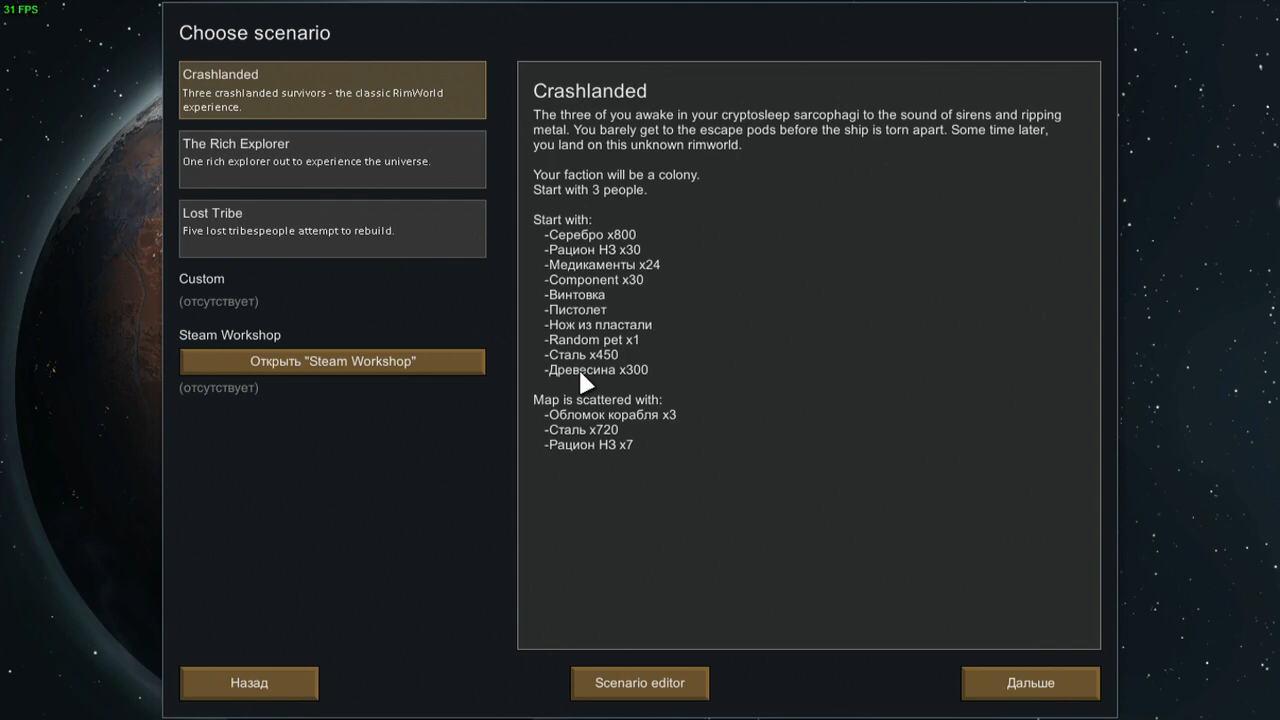 31 FPS
Choose scenario
Crashlanded
Three crashlanded survivors - the classic RimWorld
experience.
The Rich Explorer
One rich explorer out to experience the universe.
Lost Tribe
Five lost tribespeople attempt to rebuild.
Custom
(отсутствует)
Steam Workshop
Открыть "Steam Workshop"
(отсутствует)
Crashlanded
The three of you awake in your cryptosleep sarcophagi to the sound of sirens and ripping
metal. You barely get to the escape pods before the ship is torn apart. Some time later,
you land on this unknown rimworld.
Your faction will be a colony.
Start with 3 people.
Start with:
-Серебро x800
-Рацион НЗ x30
-Медикаменты x24
-Component x30
-Винтовка
-Пистолет
-Нож из пластали
-Random pet x1
-Сталь x450
-Древесина x300
Map is scattered with:
-Обломок корабля x3
-Сталь x720
-Рацион НЗ x7
Назад
Scenario editor
Дальше